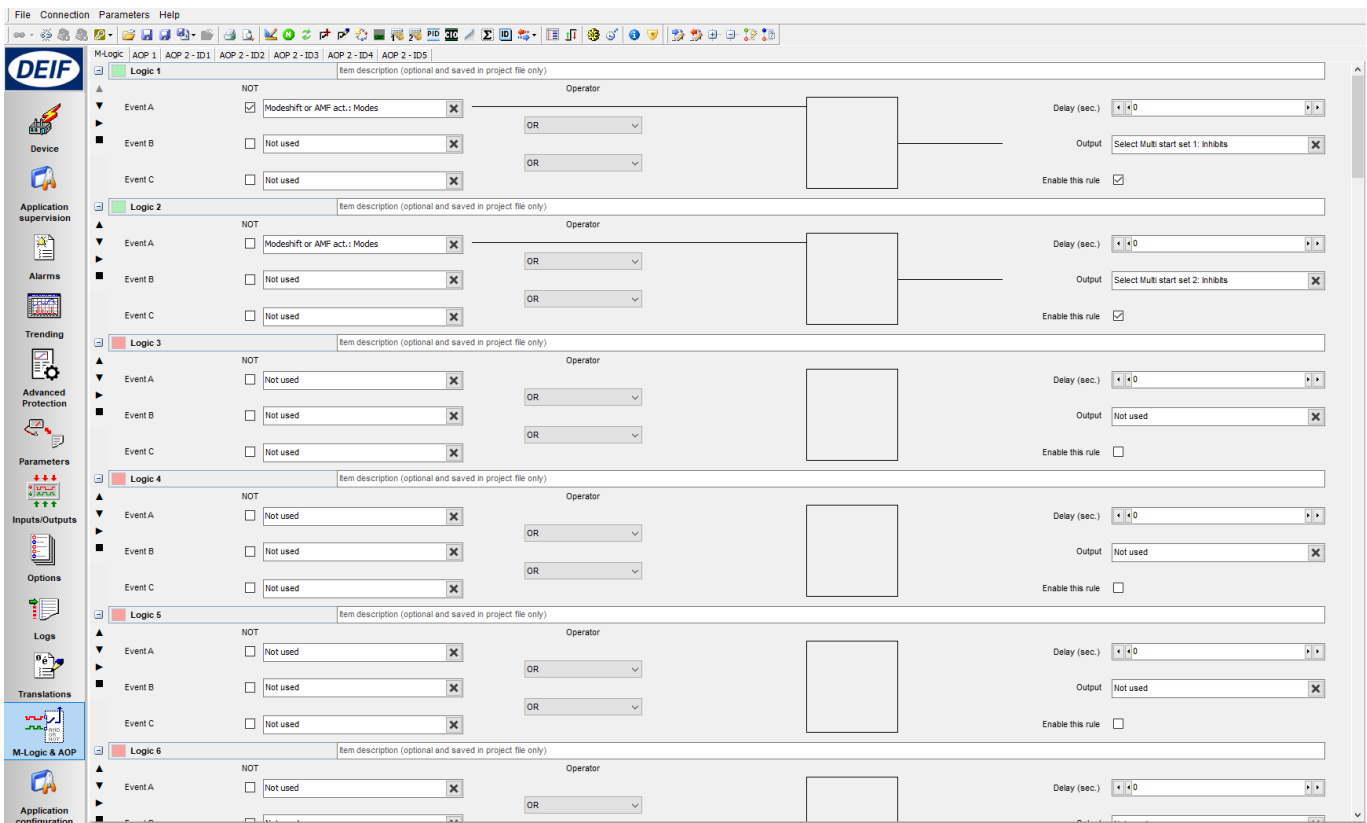 File Connection Parameters Help
PID
ID
M-Logic AOP 1 AOP 2 - ID1 AOP 2 - ID2 AOP 2 - ID3 AOP 2 - ID4 AOP 2 - ID5
DEIF
Device
Application supervision
Alarms
Trending
Advanced Protection
Parameters
Inputs/Outputs
Options
Logs
Translations
AND
OR
NOT
M-Logic & AOP
Application configuration
Logic 1 Item description (optional and saved in project file only)
NOT Operator
Event A Modeshift or AMF act.: Modes Delay (sec.) 0
OR
Event B Not used Output Select Multi start set 1: Inhibits
OR
Event C Not used Enable this rule
Logic 2 Item description (optional and saved in project file only)
NOT Operator
Event A Modeshift or AMF act.: Modes Delay (sec.) 0
OR
Event B Not used Output Select Multi start set 2: Inhibits
OR
Event C Not used Enable this rule
Logic 3 Item description (optional and saved in project file only)
NOT Operator
Event A Not used Delay (sec.) 0
OR
Event B Not used Output Not used
OR
Event C Not used Enable this rule
Logic 4 Item description (optional and saved in project file only)
NOT Operator
Event A Not used Delay (sec.) 0
OR
Event B Not used Output Not used
OR
Event C Not used Enable this rule
Logic 5 Item description (optional and saved in project file only)
NOT Operator
Event A Not used Delay (sec.) 0
OR
Event B Not used Output Not used
OR
Event C Not used Enable this rule
Logic 6 Item description (optional and saved in project file only)
NOT Operator
Event A Not used Delay (sec.) 0
OR